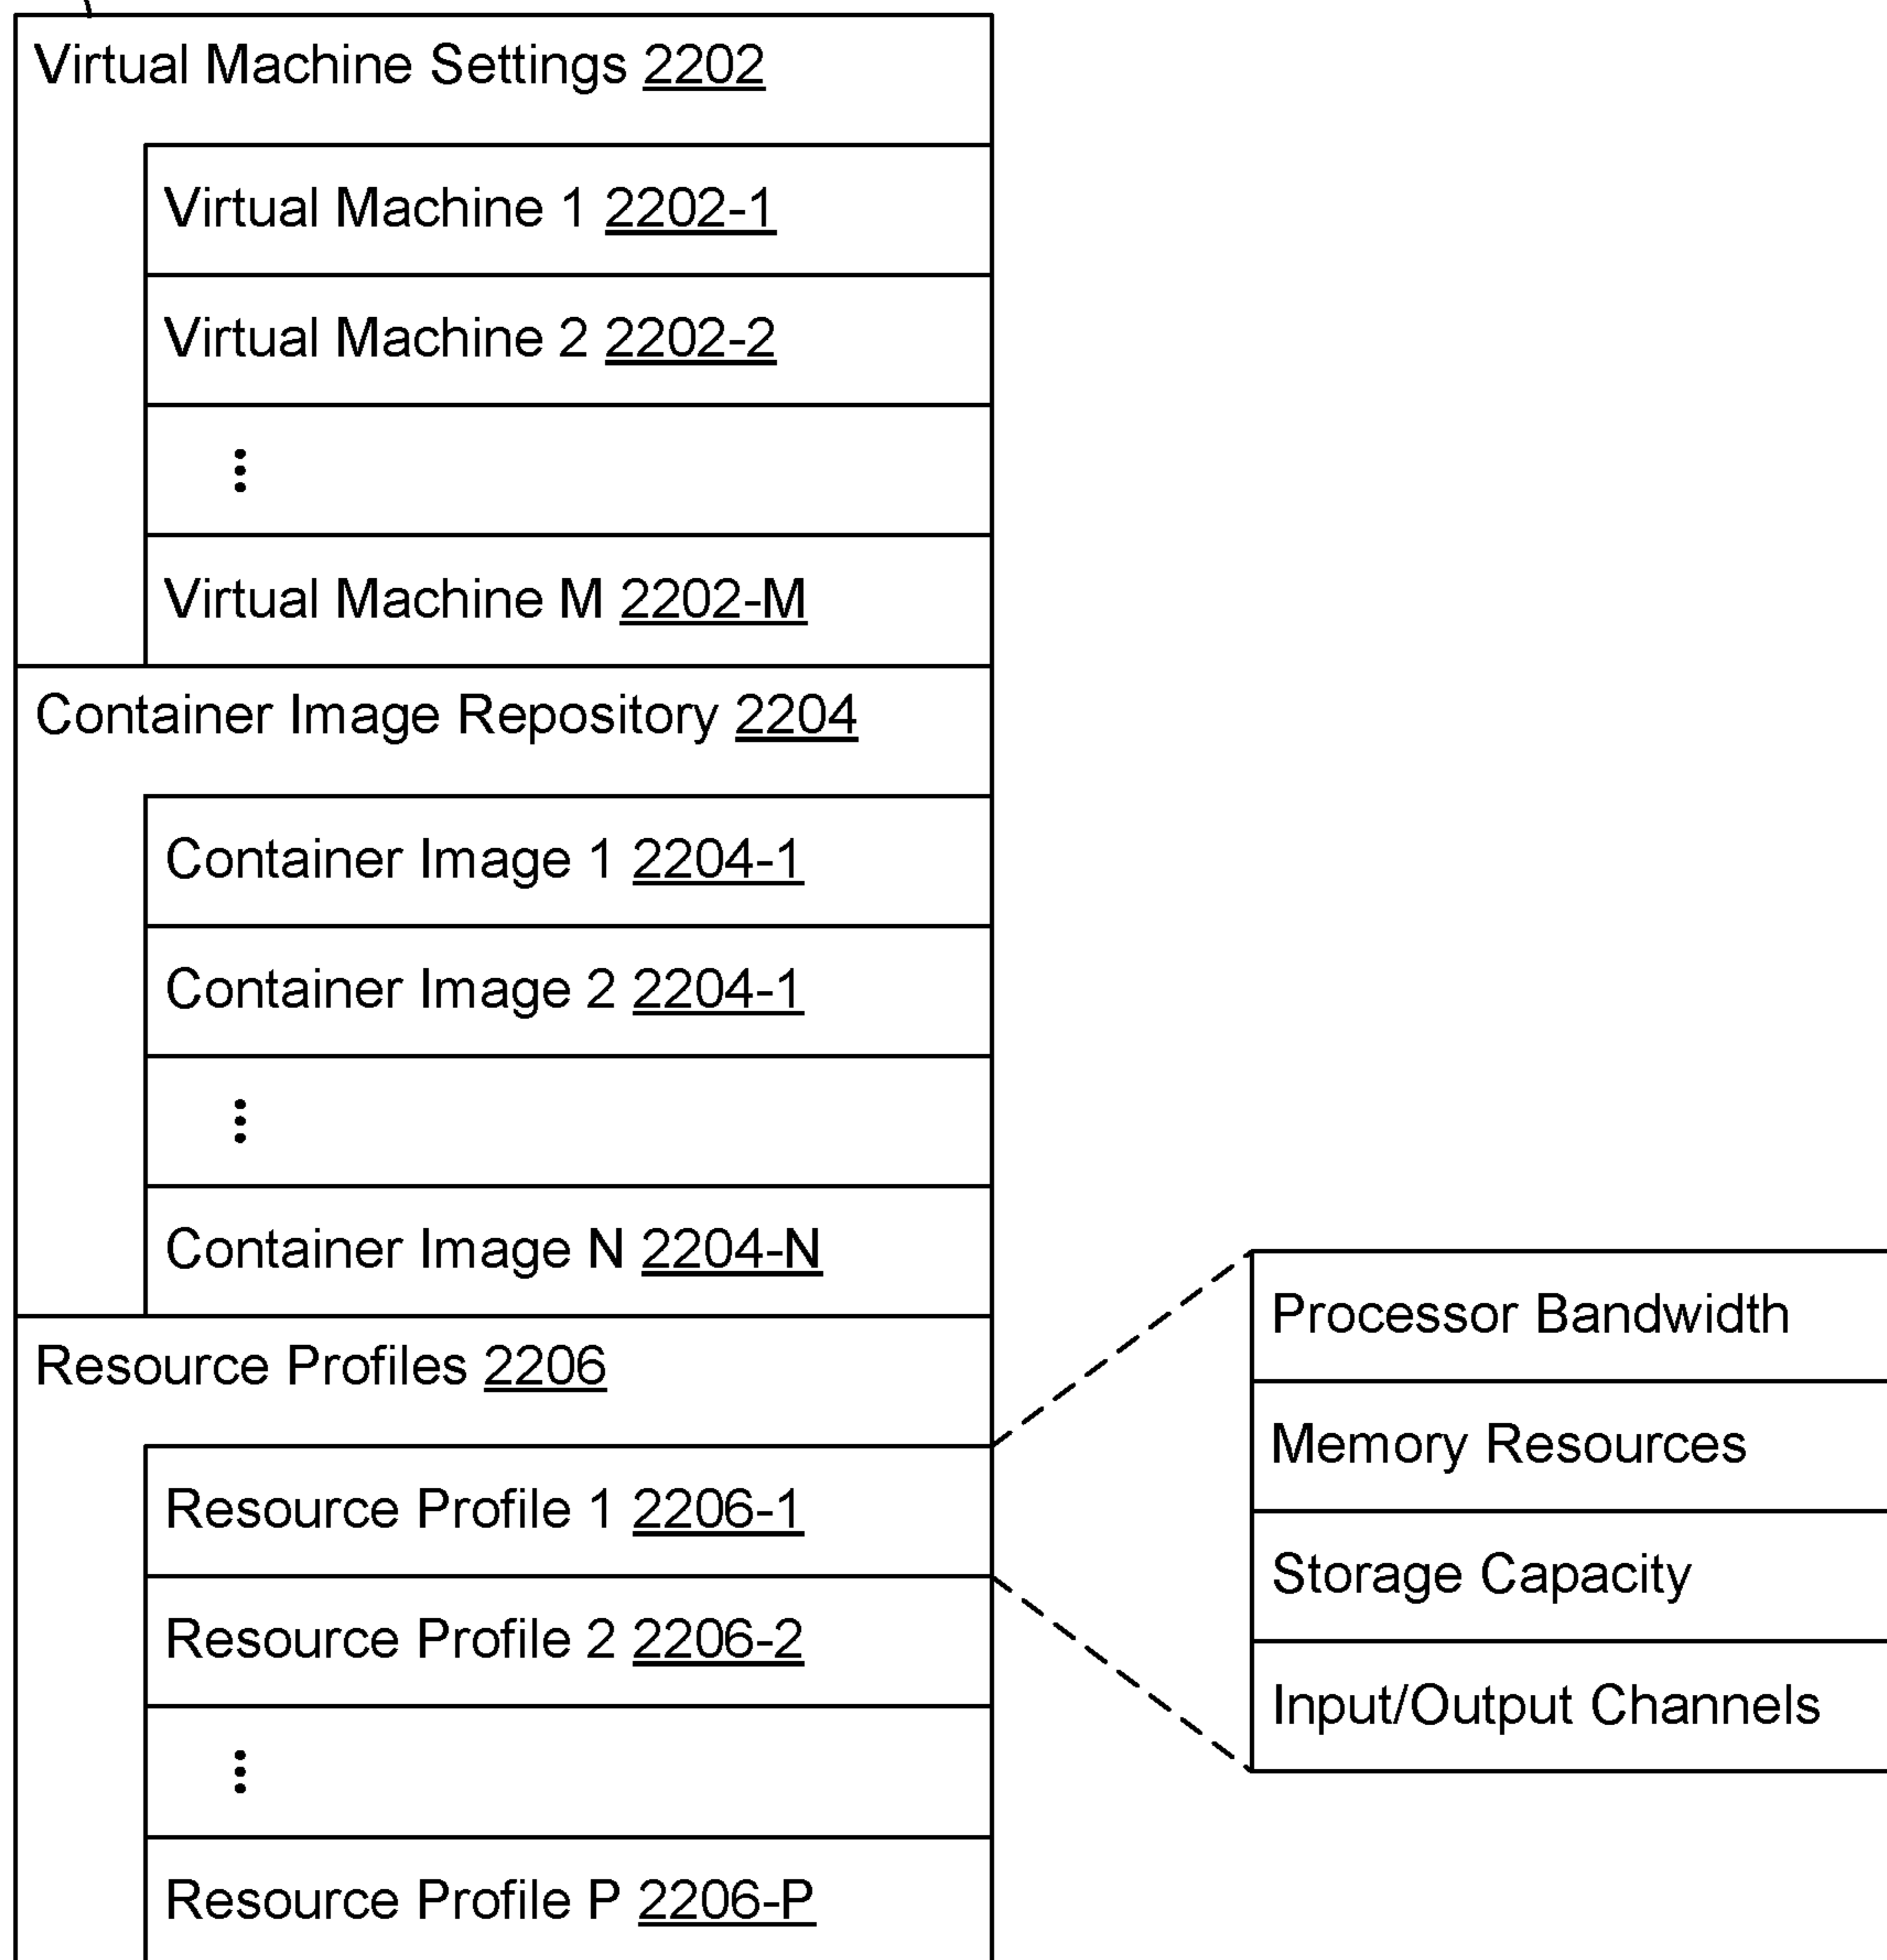 Virtual Machine Settings 2202
Virtual Machine 1 2202-1
Virtual Machine 2 2202-2
Virtual Machine M 2202-M
Container Image Repository 2204
Container Image 1 2204-1
Container Image 2 2204-1
Container Image N 2204-N
Resource Profiles 2206
Resource Profile 1 2206-1
Resource Profile 2 2206-2
Resource Profile P 2206-P
Processor Bandwidth
Memory Resources
Storage Capacity
Input/Output Channels